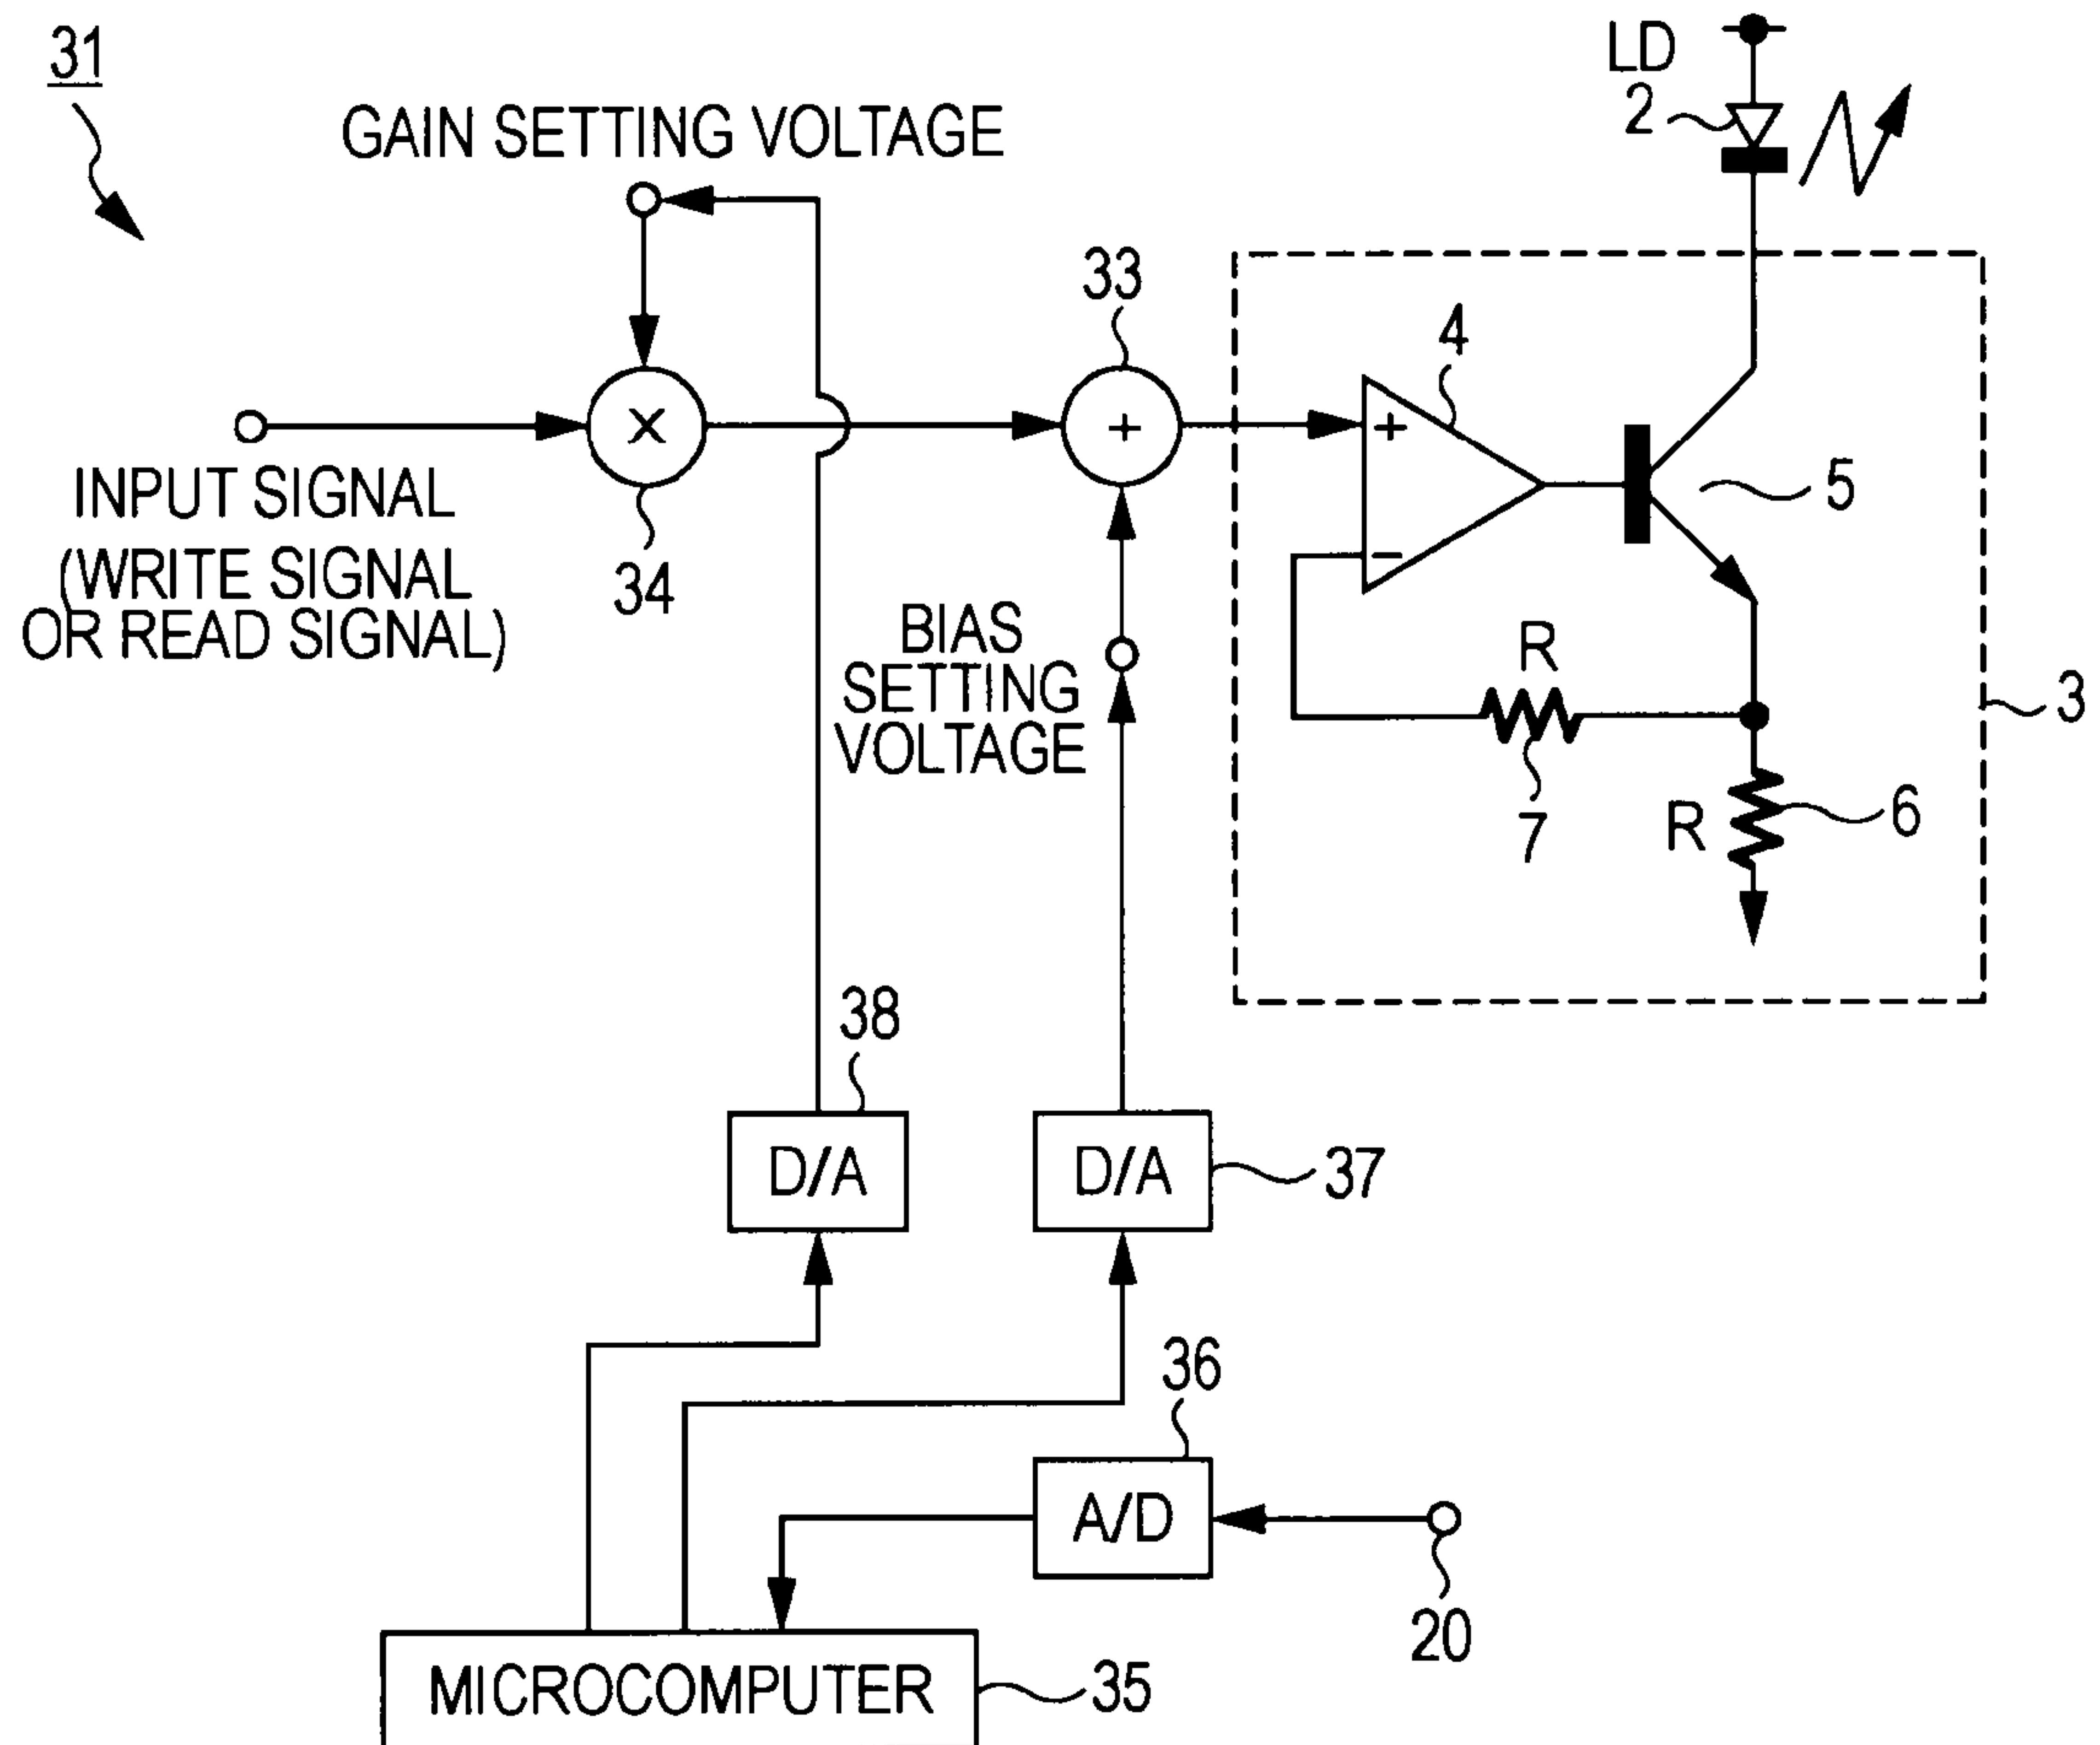 31
LD
2
GAIN SETTING VOLTAGE
33
4
X
+
+
INPUT SIGNAL
(WRITE SIGNAL
OR READ SIGNAL)
34
5
−
BIAS
SETTING
VOLTAGE
R
7
3
R
6
38
D/A
D/A
37
36
A/D
20
MICROCOMPUTER
35